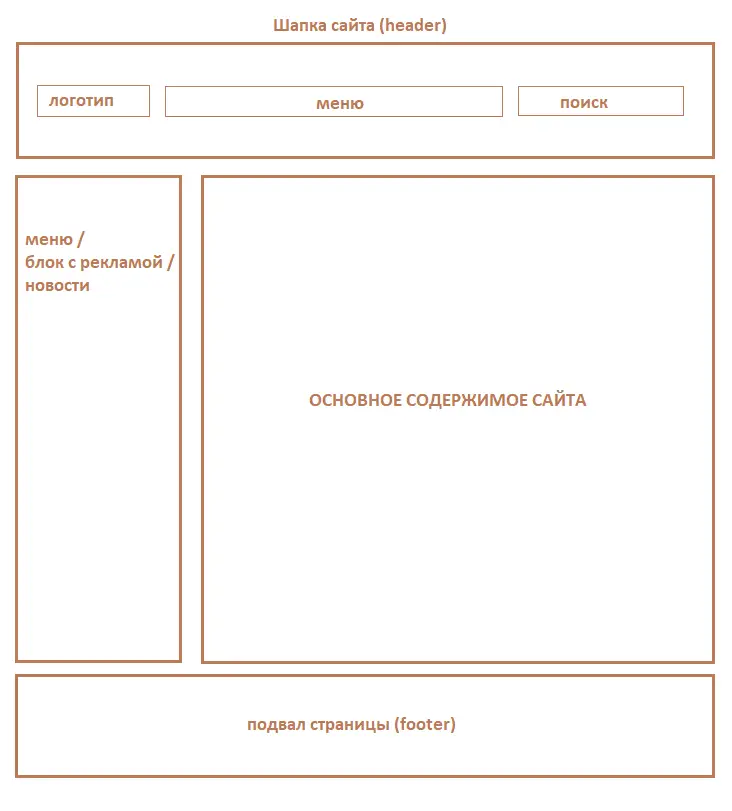 Шапка сайта (header)
логотип
меню
поиск
меню /
блок с рекламой /
новости
ОСНОВНОЕ СОДЕРЖИМОЕ САЙТА
подвал страницы (footer)